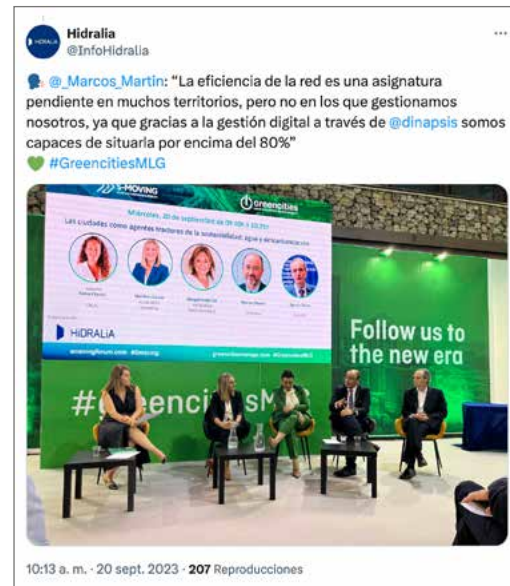 Hidralia
@InfoHidralia
@_Marcos_Martin: “La eficiencia de la red es una asignatura
pendiente en muchos territorios, pero no en los que gestionamos
nosotros, ya que gracias a la gestión digital a través de @dinapsis somos
capaces de situarla por encima del 80%”
#GreencitiesMLG
S-MOVING
greencities
Miércoles, 20 de septiembre de
Las ciudades como agentes tractores de la sostenibilidad: agua y
HiDRALiA
Follow us to
the new era
#greencitiesM
10:13 a. m. · 20 sept. 2023 · 207 Reproducciones